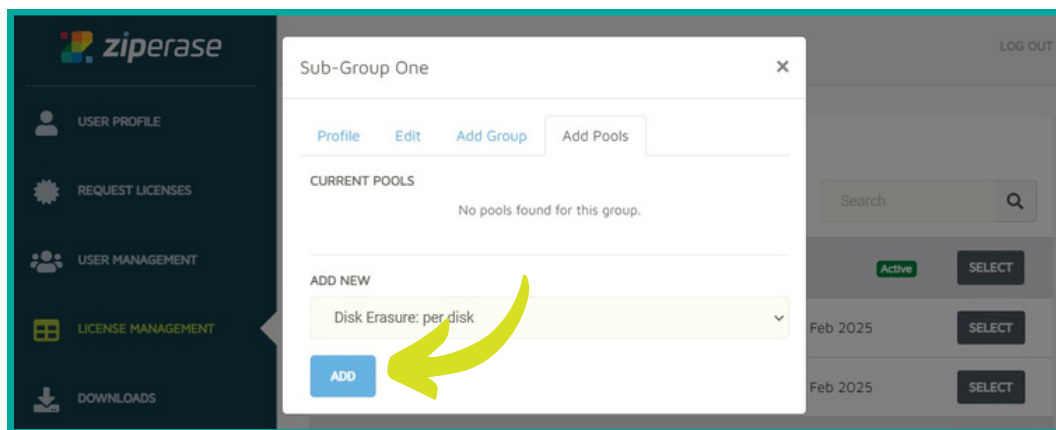 ziperase
LOG OUT
Sub-Group One
×
USER PROFILE
Profile Edit Add Group Add Pools
CURRENT POOLS
REQUEST LICENSES
No pools found for this group.
Search
USER MANAGEMENT
Active SELECT
ADD NEW
Disk Erasure: per disk
LICENSE MANAGEMENT
Feb 2025 SELECT
ADD
DOWNLOADS
Feb 2025 SELECT